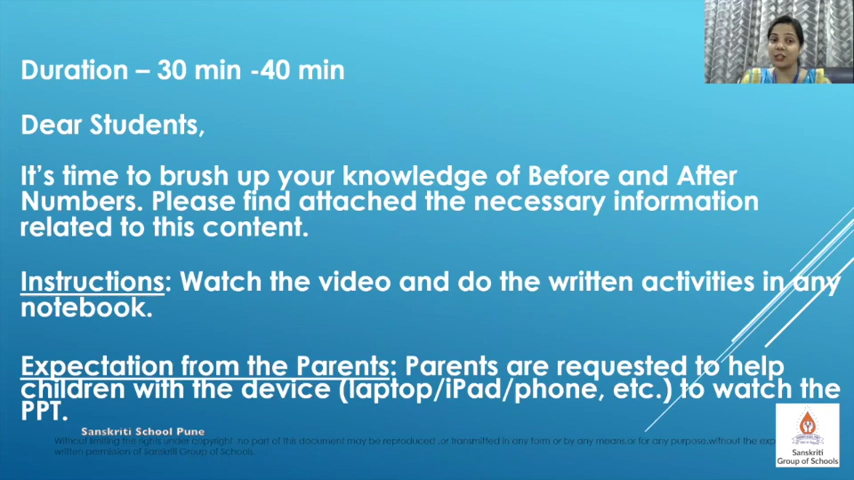 Duration – 30 min -40 min
Dear Students,
It's time to brush up your knowledge of Before and After
Numbers. Please find attached the necessary information
related to this content.
Instructions: Watch the video and do the written activities in any
notebook.
Expectation from the Parents: Parents are requested to help
children with the device (laptop/iPad/phone, etc.) to watch the
PPT.
Sanskriti School Pune
Without limiting the rights under copyright, no part of this document may be reproduced ,or transmitted in any form or by any means,or for any purpose,without the
written permission of Sanskriti Group of Schools.
Sanskriti
Group of Schools